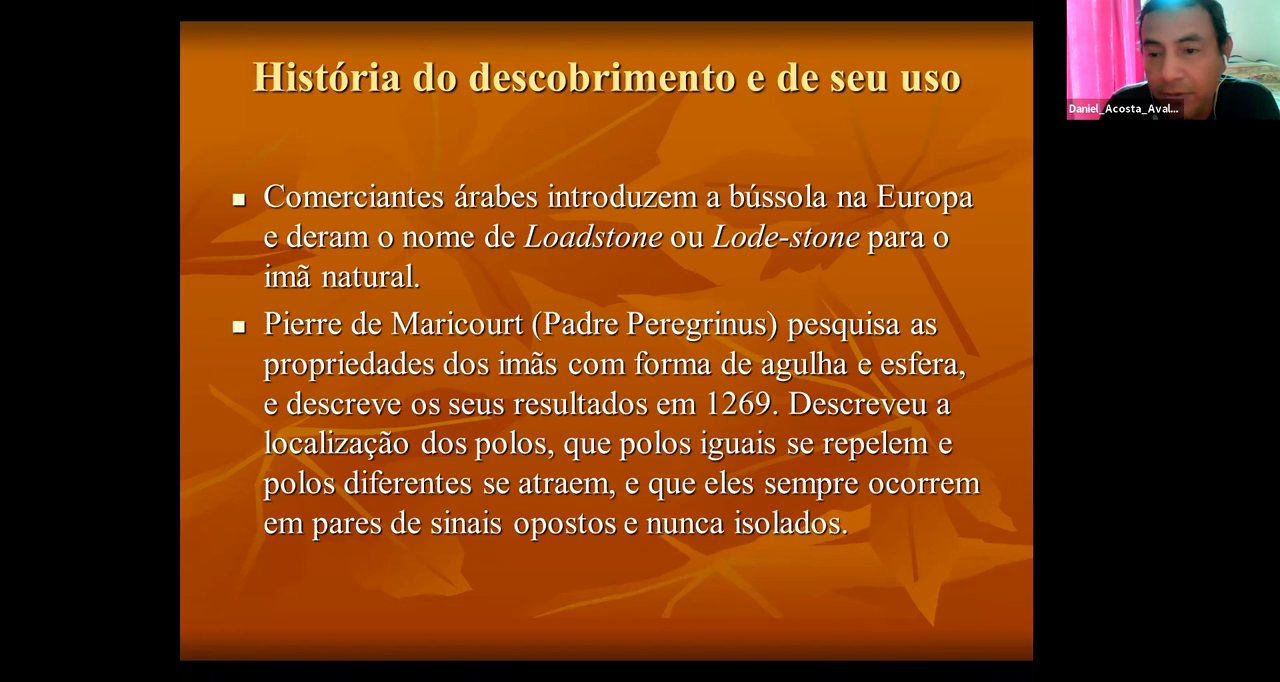 História do descobrimento e de seu uso
Comerciantes árabes introduzem a bússola na Europa
e deram o nome de Loadstone ou Lode-stone para o
imã natural.
Pierre de Maricourt (Padre Peregrinus) pesquisa as
propriedades dos imãs com forma de agulha e esfera,
e descreve os seus resultados em 1269. Descreveu a
localização dos polos, que polos iguais se repelem e
polos diferentes se atraem, e que eles sempre ocorrem
em pares de sinais opostos e nunca isolados.
Daniel_Acosta_Aval...